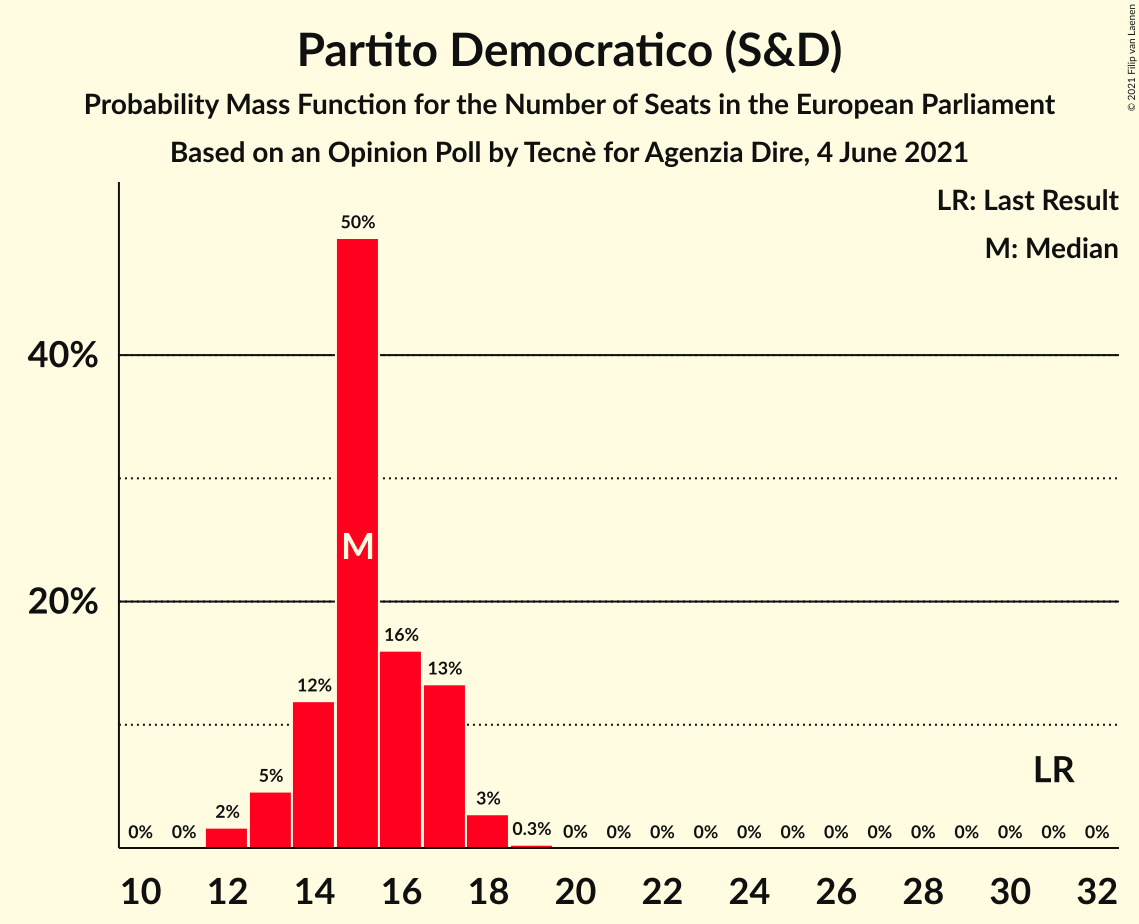 Partito Democratico (S&D)
Probability Mass Function for the Number of Seats in the European Parliament
Based on an Opinion Poll by Tecnè for Agenzia Dire, 4 June 2021
© 2021 Filip van Laenen
LR: Last Result
M: Median
50%
40%
M
20%
16%
13%
12%
LR
5%
3%
2%
0% 0% 0.3% 0% 0% 0% 0% 0% 0% 0% 0% 0% 0% 0% 0% 0%
10 12 14 16 18 20 22 24 26 28 30 32